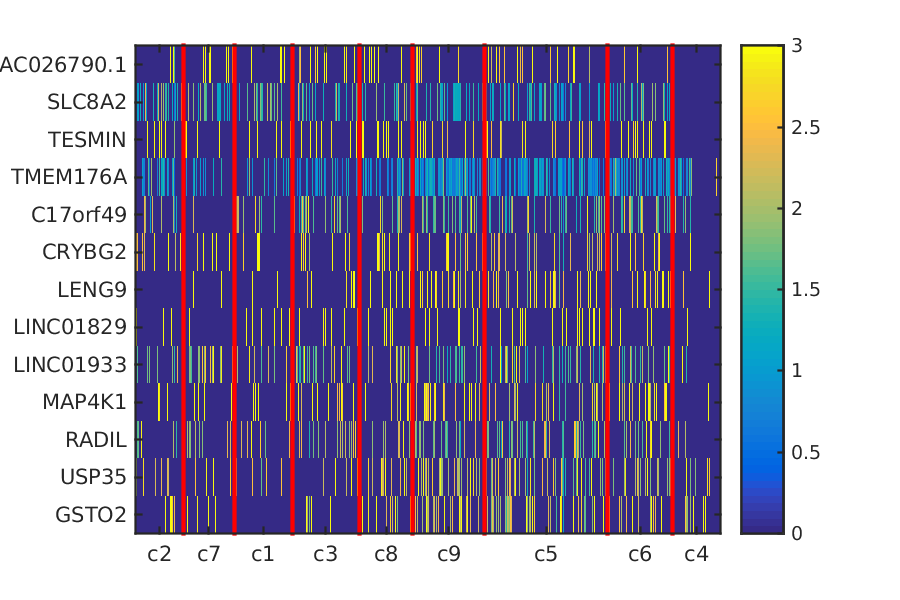 AC026790.1
SLC8A2
TESMIN
TMEM176A
C17orf49
CRYBG2
LENG9
LINC01829
LINC01933
MAP4K1
RADIL
USP35
GSTO2
c2 c7 c1 c3 c8 c9 c5 c6 c4
3
2.5
2
1.5
1
0.5
0